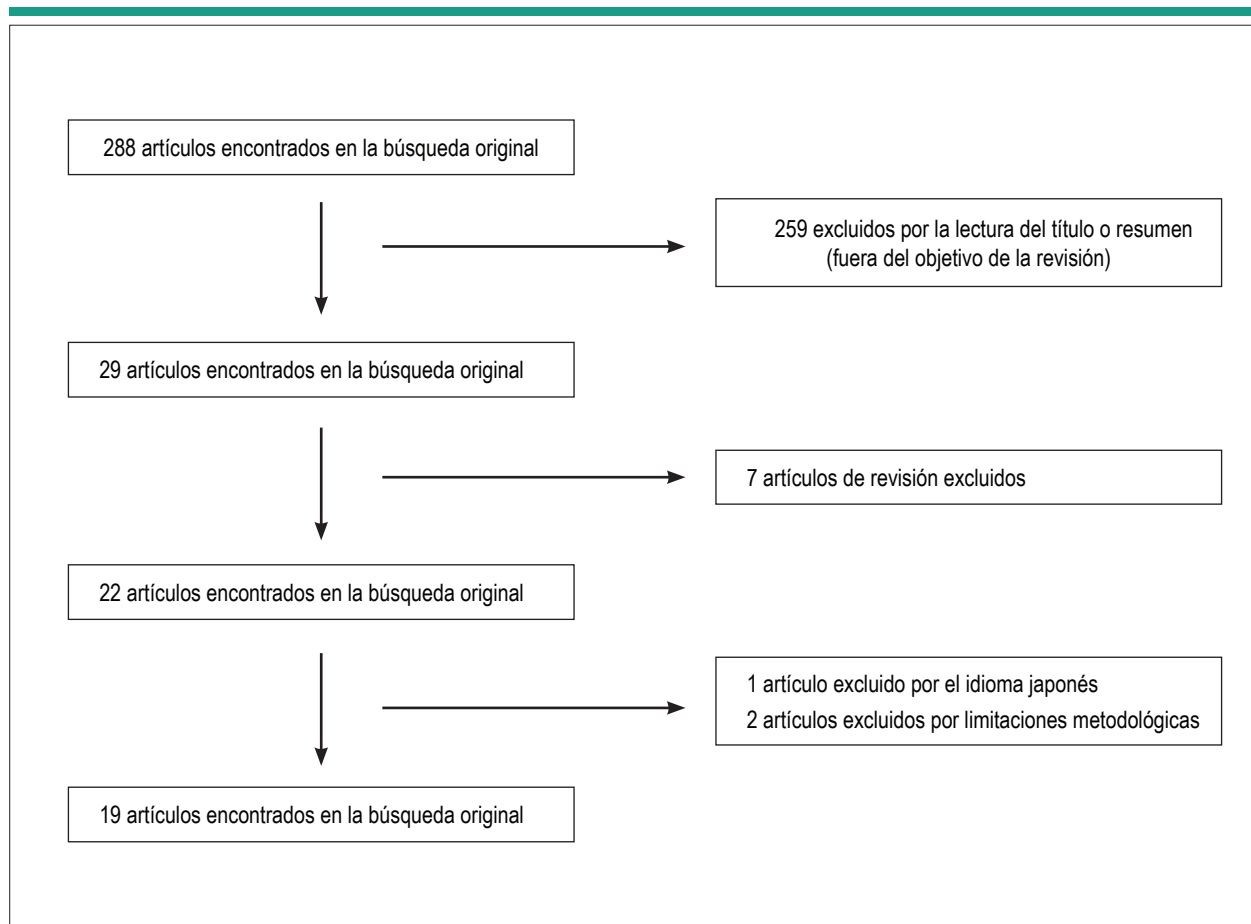 288 artículos encontrados en la búsqueda original
259 excluidos por la lectura del título o resumen
(fuera del objetivo de la revisión)
29 artículos encontrados en la búsqueda original
7 artículos de revisión excluidos
22 artículos encontrados en la búsqueda original
1 artículo excluido por el idioma japonés
2 artículos excluidos por limitaciones metodológicas
19 artículos encontrados en la búsqueda original